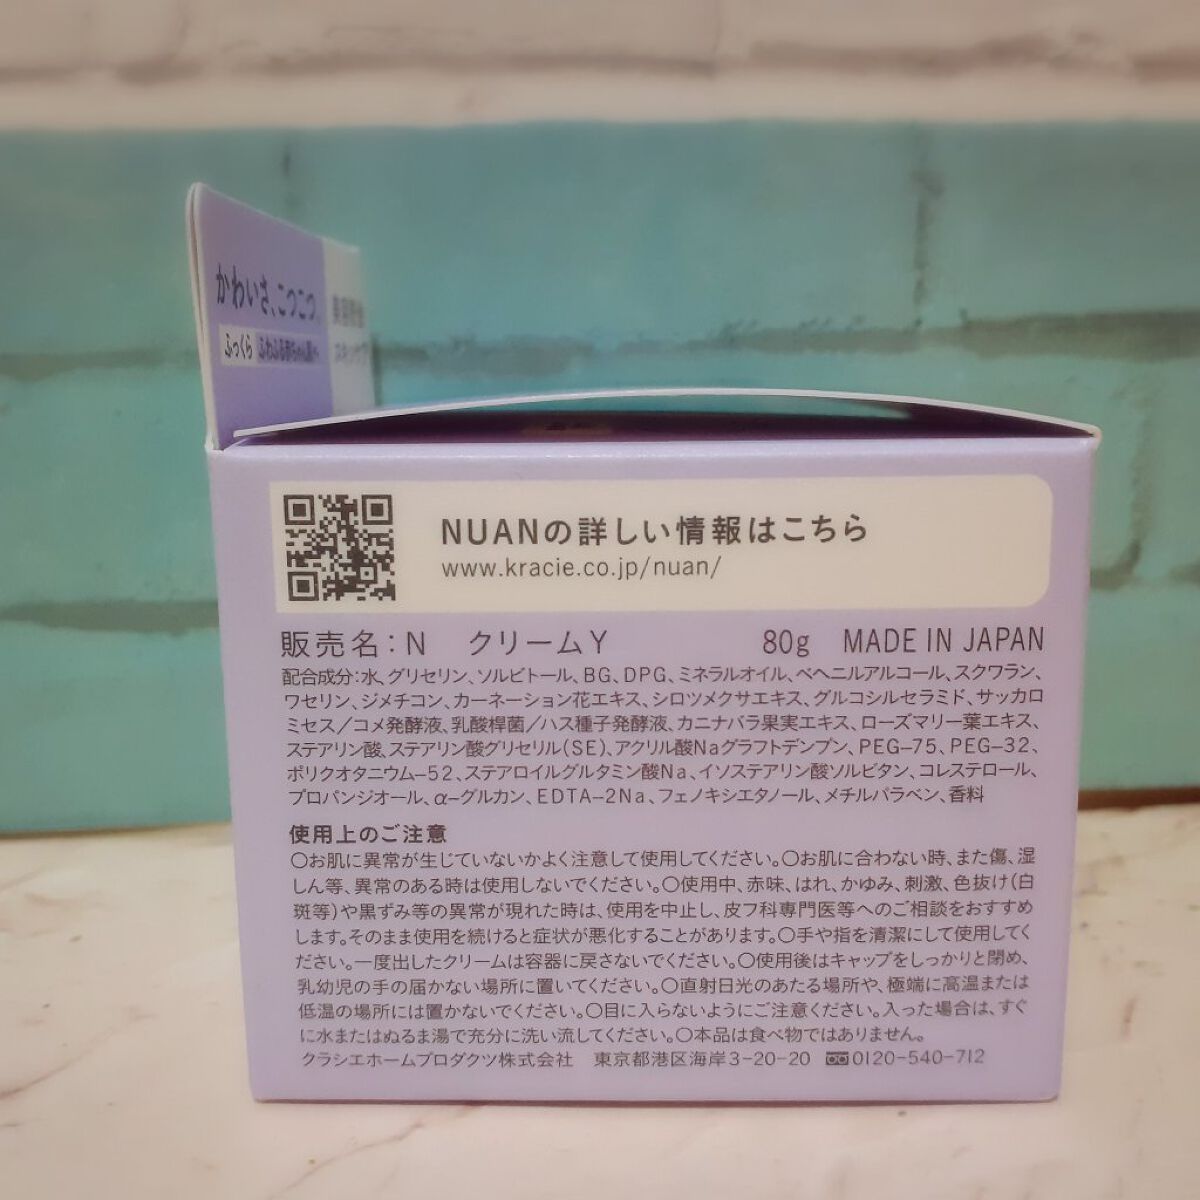 かわいさ、こつこつ。
ふっくら
NUANの詳しい情報はこちら
www.kracie.co.jp/nuan/
販売名:N クリームY 80g MADE IN JAPAN
配合成分:水、グリセリン、ソルビトール、BG、DPG、ミネラルオイル、ベヘニルアルコール、スクワラン、
ワセリン、ジメチコン、カーネーション花エキス、シロツメクサエキス、グルコシルセラミド、サッカロ
ミセス/コメ発酵液、乳酸桿菌/ハス種子発酵液、カニナバラ果実エキス、ローズマリー葉エキス、
ステアリン酸、ステアリン酸グリセリル(SE)、アクリル酸Naグラフトデンプン、PEG-75、PEG-32、
ポリクオタニウム-52、ステアロイルグルタミン酸Na、イソステアリン酸ソルビタン、コレステロール、
プロパンジオール、α-グルカン、EDTA-2Na、フェノキシエタノール、メチルパラベン、香料
使用上のご注意
○お肌に異常が生じていないかよく注意して使用してください。○お肌に合わない時、また傷、湿
しん等、異常のある時は使用しないでください。○使用中、赤味、はれ、かゆみ、刺激、色抜け(白
斑等)や黒ずみ等の異常が現れた時は、使用を中止し、皮フ科専門医等へのご相談をおすすめ
します。そのまま使用を続けると症状が悪化することがあります。○手や指を清潔にして使用してく
ださい。一度出したクリームは容器に戻さないでください。○使用後はキャップをしっかりと閉め、
乳幼児の手の届かない場所に置いてください。○直射日光のあたる場所や、極端に高温または
低温の場所には置かないでください。○目に入らないようにご注意ください。入った場合は、すぐ
に水またはぬるま湯で充分に洗い流してください。○本品は食べ物ではありません。
クラシエホームプロダクツ株式会社 東京都港区海岸3-20-20 0120-540-712